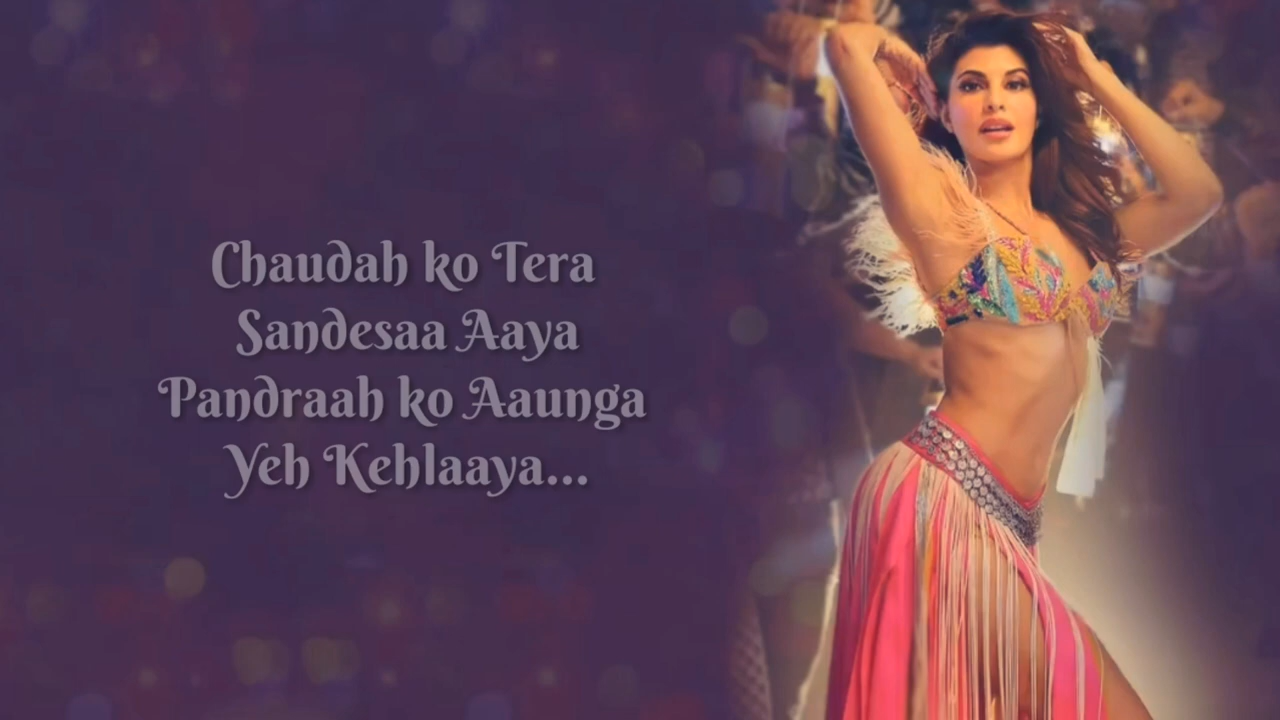 Chaudah ko Tera
Sandesaa Aaya
Pandraah ko Aaunga
Yeh Kehlaaya...